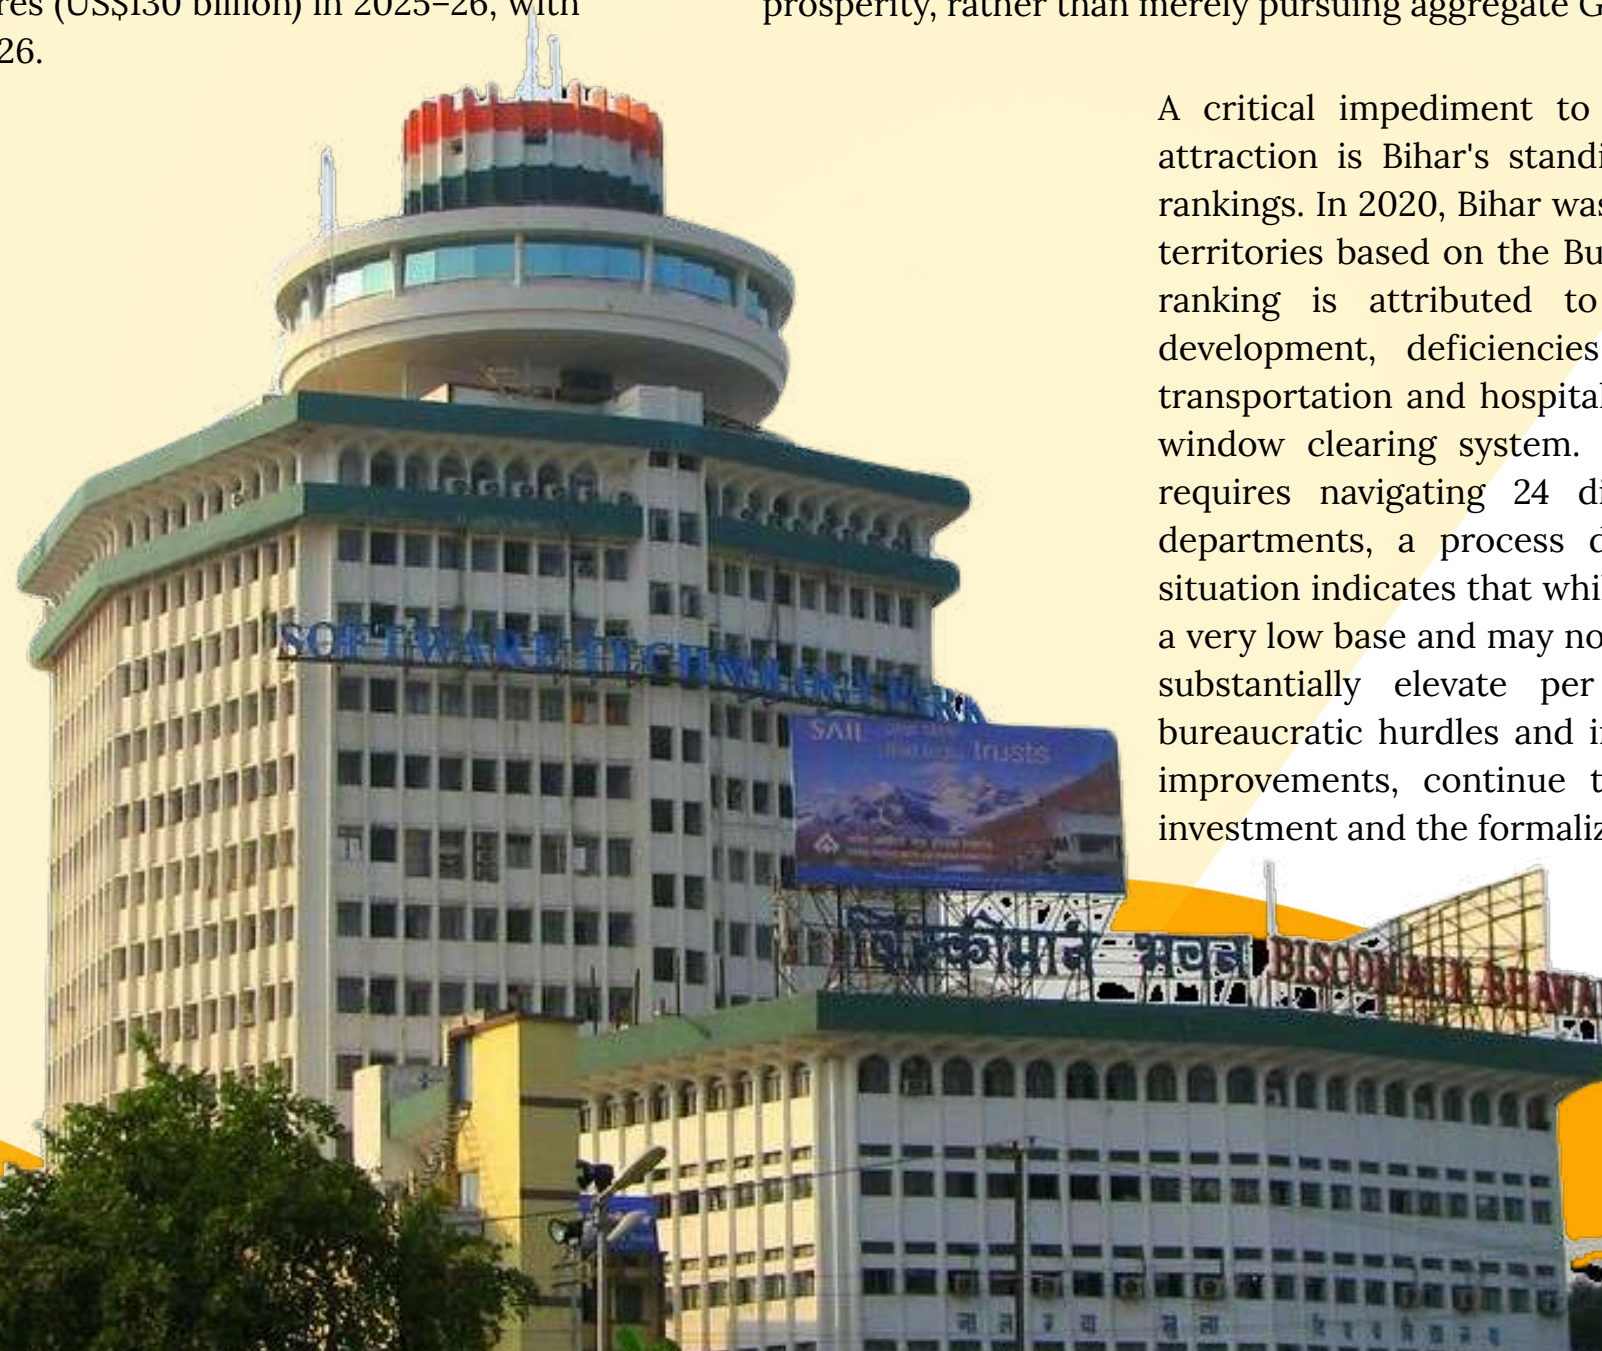 res (US$130 billion) in 2025–26, with
26.
prosperity, rather than merely pursuing aggregate G
A critical impediment to
attraction is Bihar's standi
rankings. In 2020, Bihar was
territories based on the Bu
ranking is attributed to
development, deficiencies
transportation and hospital
window clearing system.
requires navigating 24 di
departments, a process d
situation indicates that whi
a very low base and may no
substantially elevate per
bureaucratic hurdles and i
improvements, continue t
investment and the formaliz
SOFTWARE TECHNOLOGY PARK
SAIL
trusts
बिस्कोमान भवन BISCOMAUN BHAWA